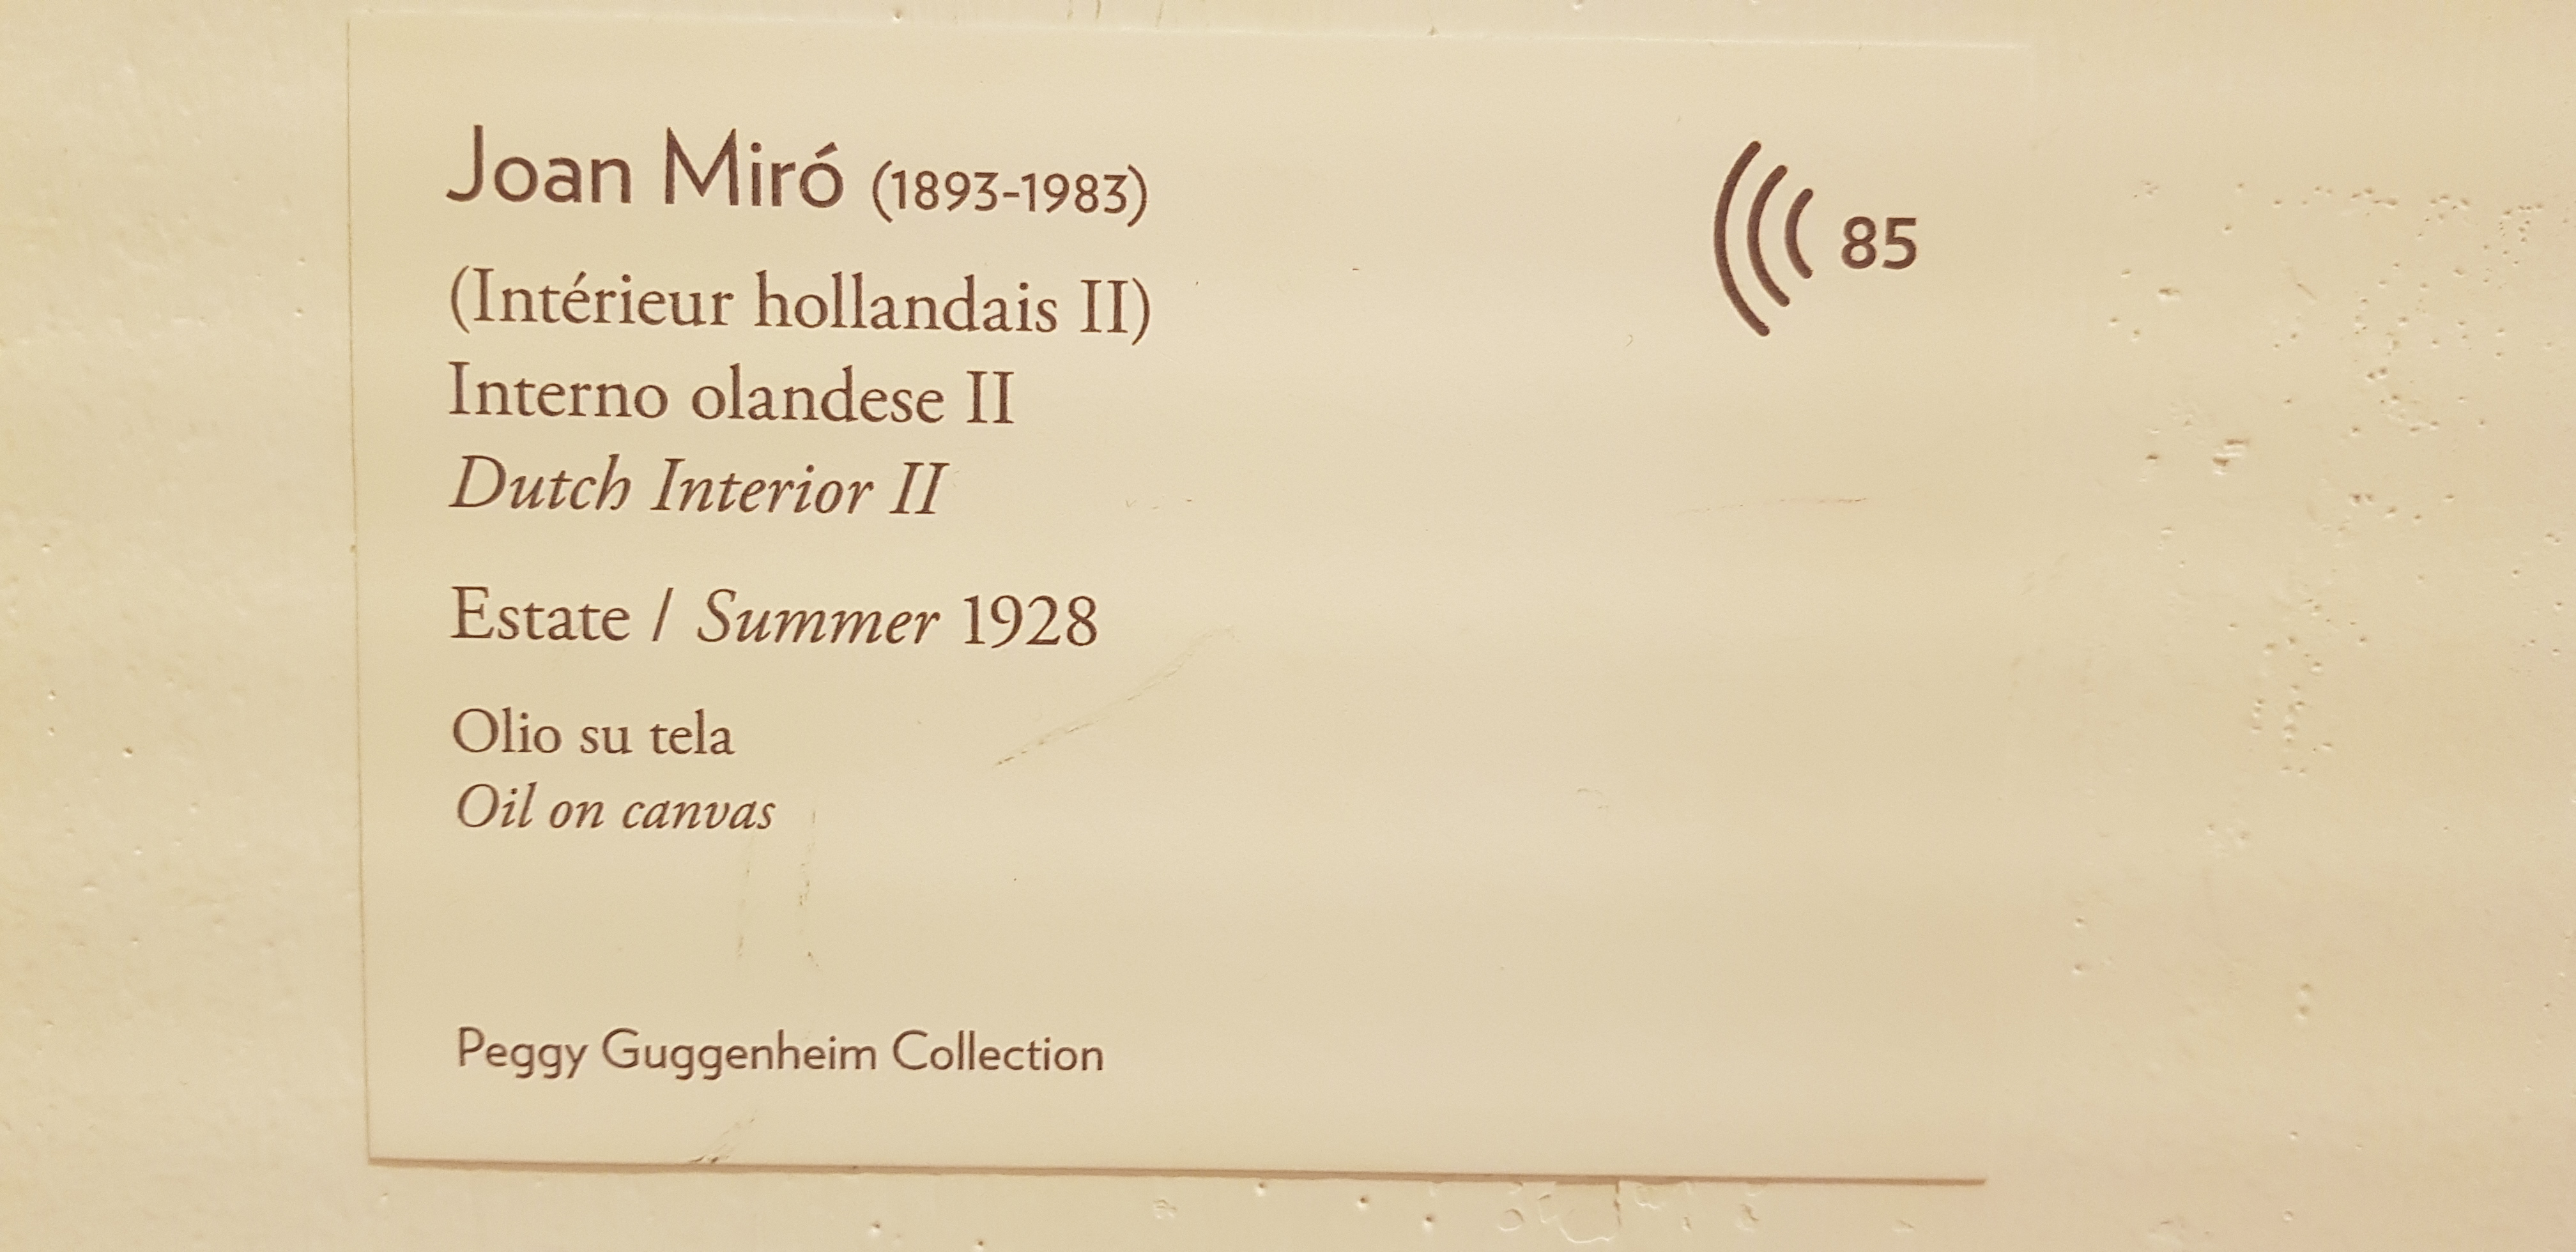 Joan Miró (1893-1983)
85
(Intérieur hollandais II)
Interno olandese II
Dutch Interior II
Estate / Summer 1928
Olio su tela
Oil on canvas
Peggy Guggenheim Collection